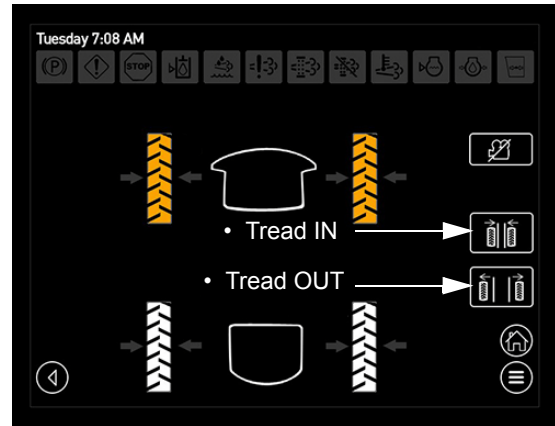 Tuesday 7:08 AM
(P)
STOP
• Tread IN
• Tread OUT